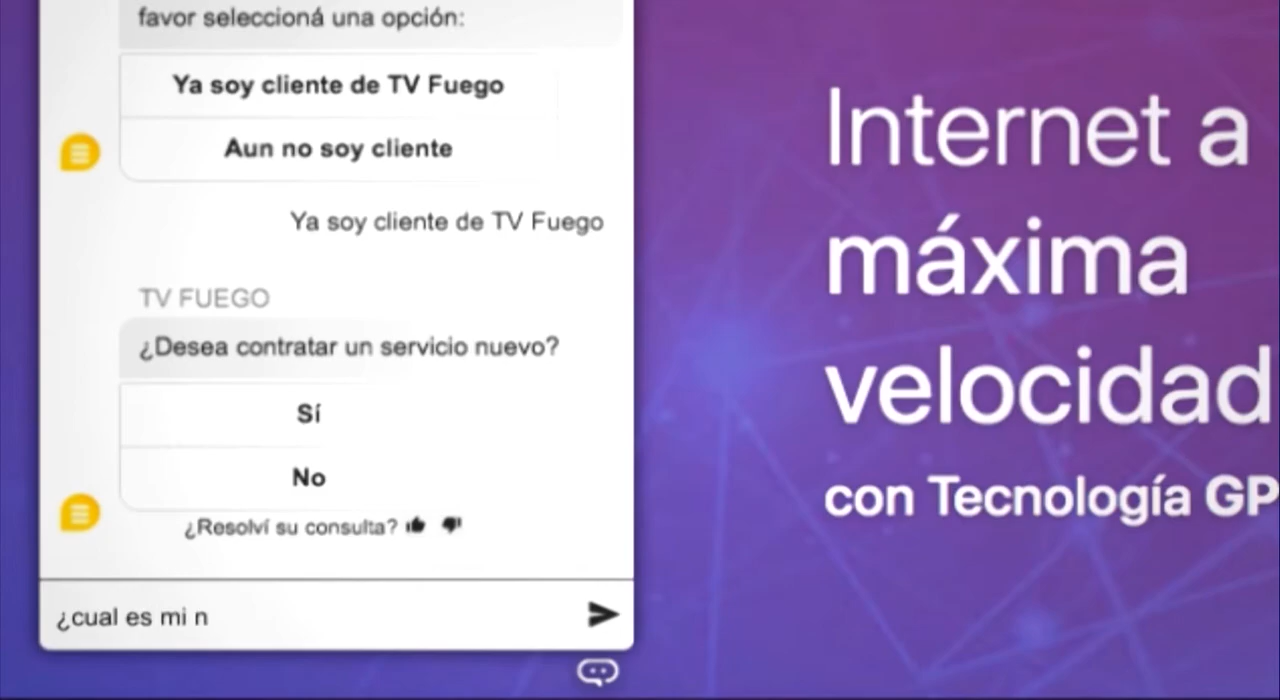 favor seleccioná una opción:
Ya soy cliente de TV Fuego
Aun no soy cliente
Ya soy cliente de TV Fuego
TV FUEGO
¿Desea contratar un servicio nuevo?
Sí
No
¿Resolví su consulta?
¿cual es mi n
Internet a
máxima
velocidad
con Tecnología GP